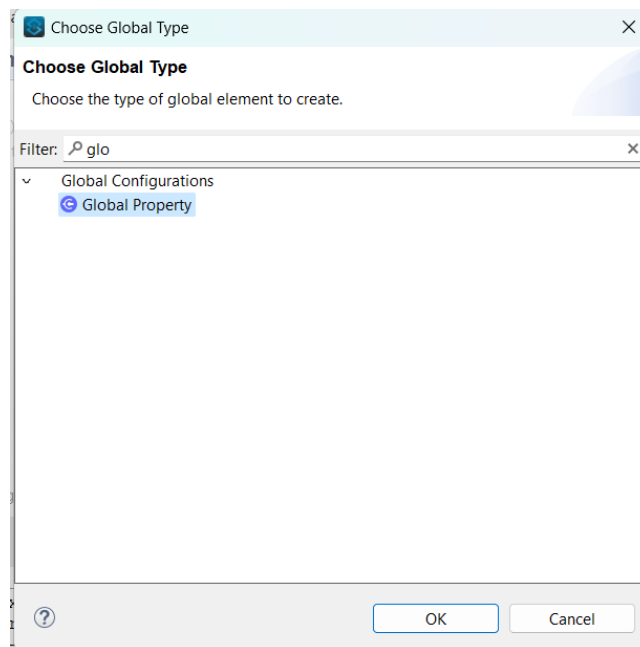 Choose Global Type
Choose Global Type
Choose the type of global element to create.
Filter: glo
Global Configurations
Global Property
OK
Cancel